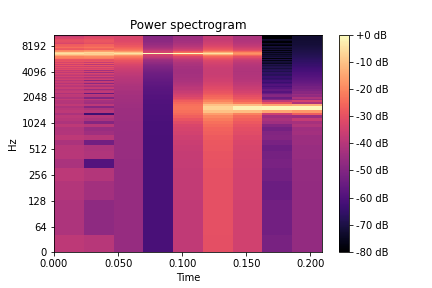 Power spectrogram
8192
4096
2048
1024
512
256
128
64
0
Hz
0.000 0.050 0.100 0.150 0.200
Time
+0 dB
-10 dB
-20 dB
-30 dB
-40 dB
-50 dB
-60 dB
-70 dB
-80 dB